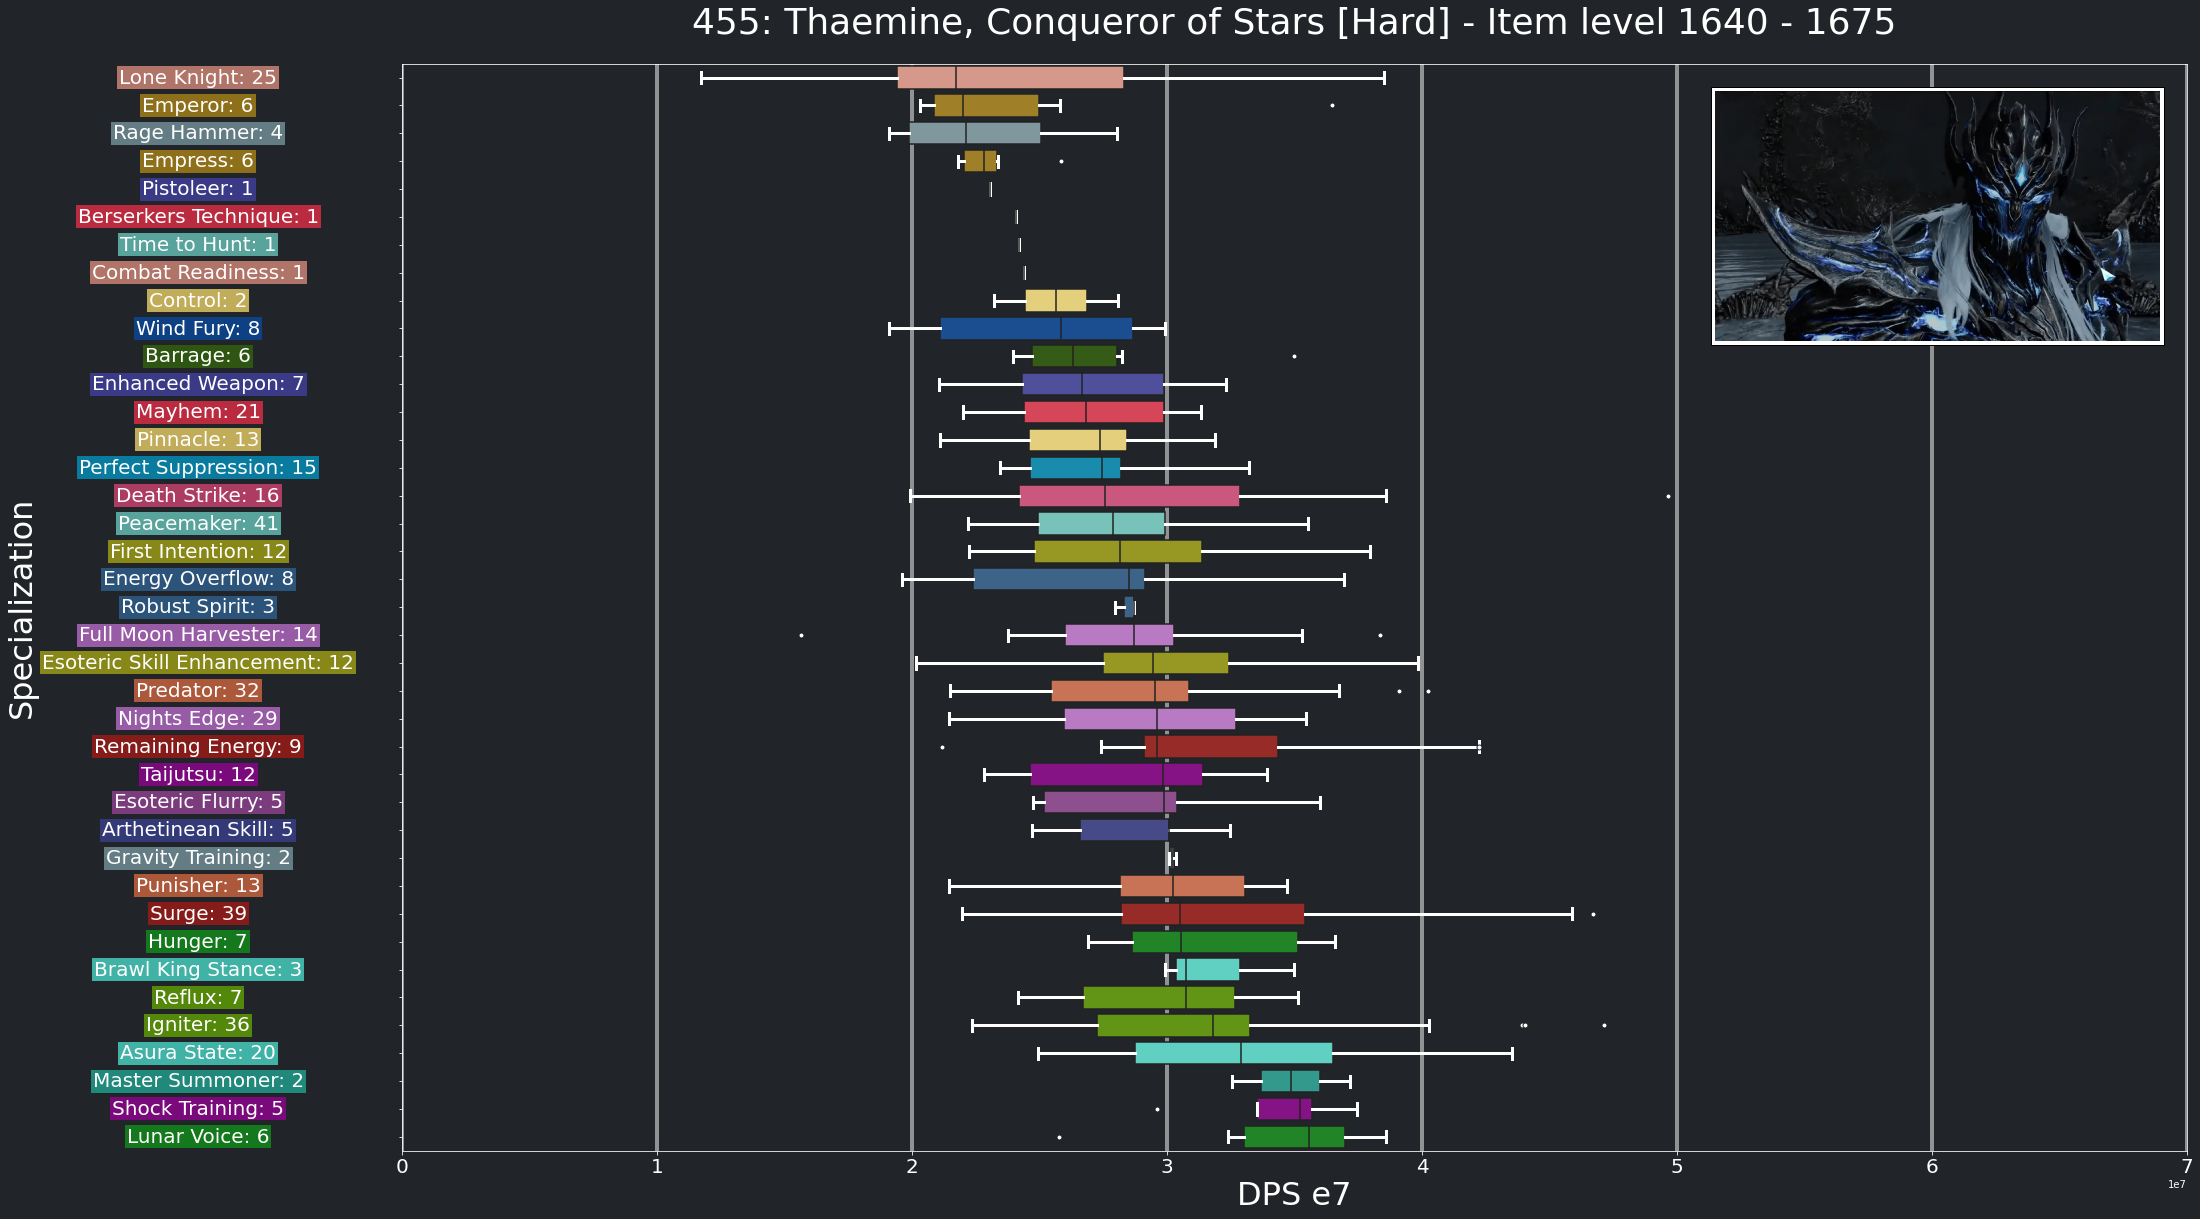 455: Thaemine, Conqueror of Stars [Hard] - Item level 1640 - 1675
Specialization
Lone Knight: 25
Emperor: 6
Rage Hammer: 4
Empress: 6
Pistoleer: 1
Berserkers Technique: 1
Time to Hunt: 1
Combat Readiness: 1
Control: 2
Wind Fury: 8
Barrage: 6
Enhanced Weapon: 7
Mayhem: 21
Pinnacle: 13
Perfect Suppression: 15
Death Strike: 16
Peacemaker: 41
First Intention: 12
Energy Overflow: 8
Robust Spirit: 3
Full Moon Harvester: 14
Esoteric Skill Enhancement: 12
Predator: 32
Nights Edge: 29
Remaining Energy: 9
Taijutsu: 12
Esoteric Flurry: 5
Arthetinean Skill: 5
Gravity Training: 2
Punisher: 13
Surge: 39
Hunger: 7
Brawl King Stance: 3
Reflux: 7
Igniter: 36
Asura State: 20
Master Summoner: 2
Shock Training: 5
Lunar Voice: 6
0 1 2 3 4 5 6 7
1e7
DPS e7